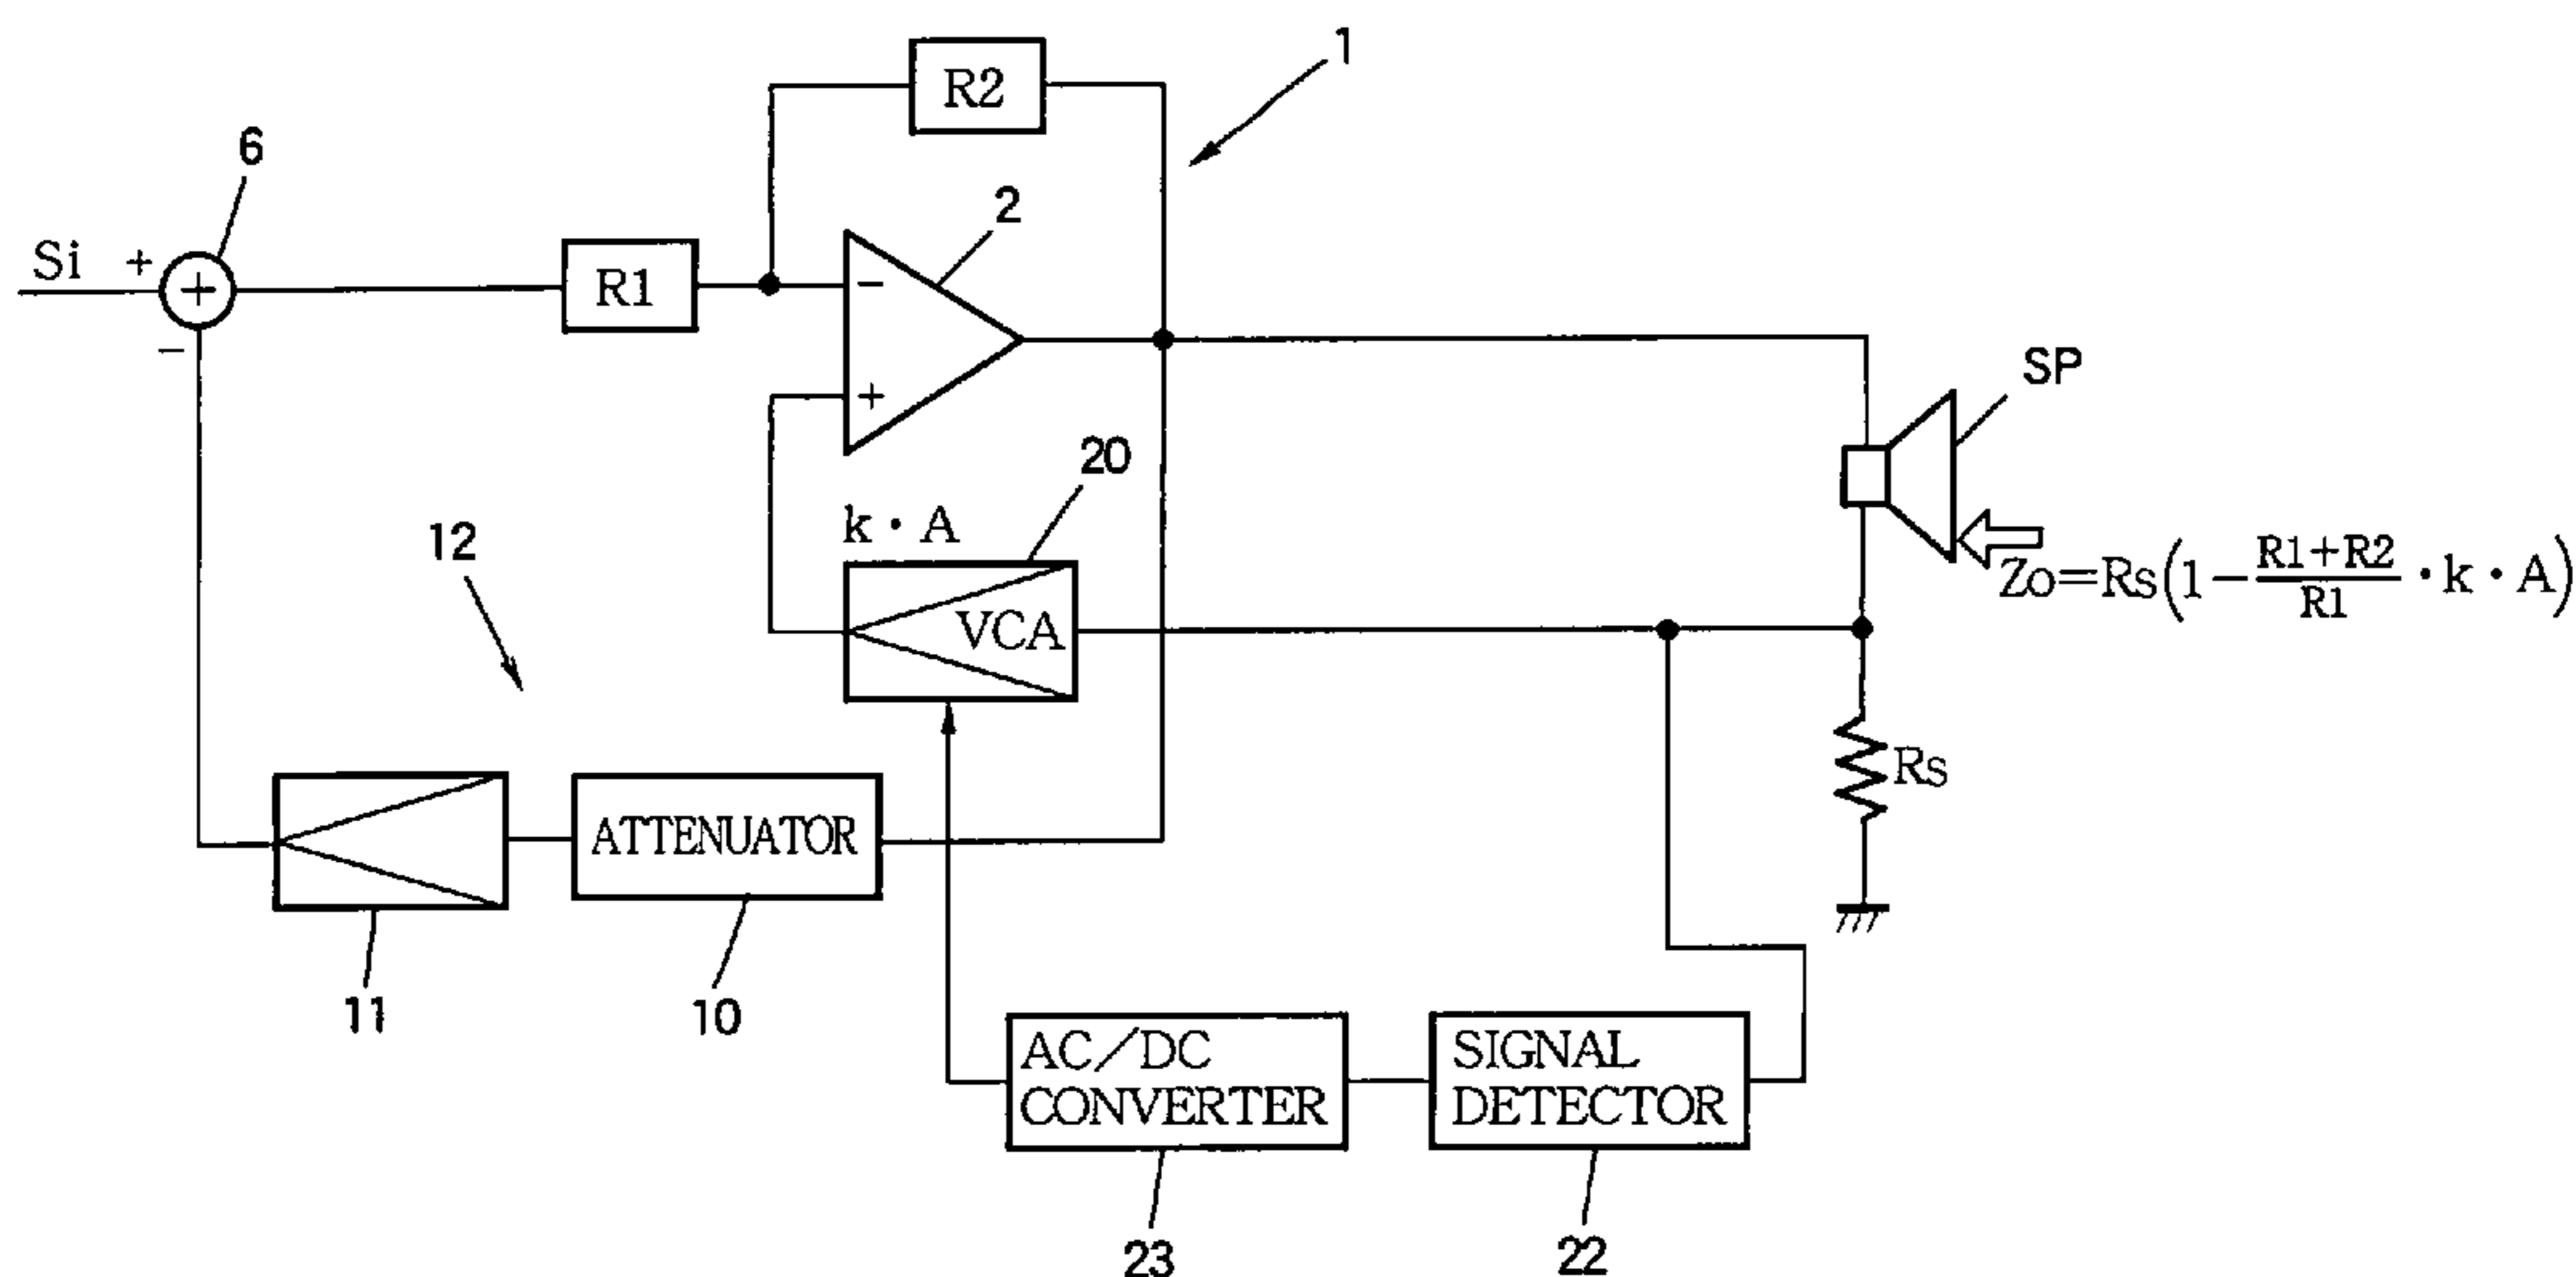 1
R2
6
2
Si
+
+
R1
−
−
+
SP
20
k・A
12
Zo=Rs(1−R1+R2/R1・k・A)
VCA
Rs
ATTENUATOR
11
10
AC/DC
CONVERTER
SIGNAL
DETECTOR
23
22